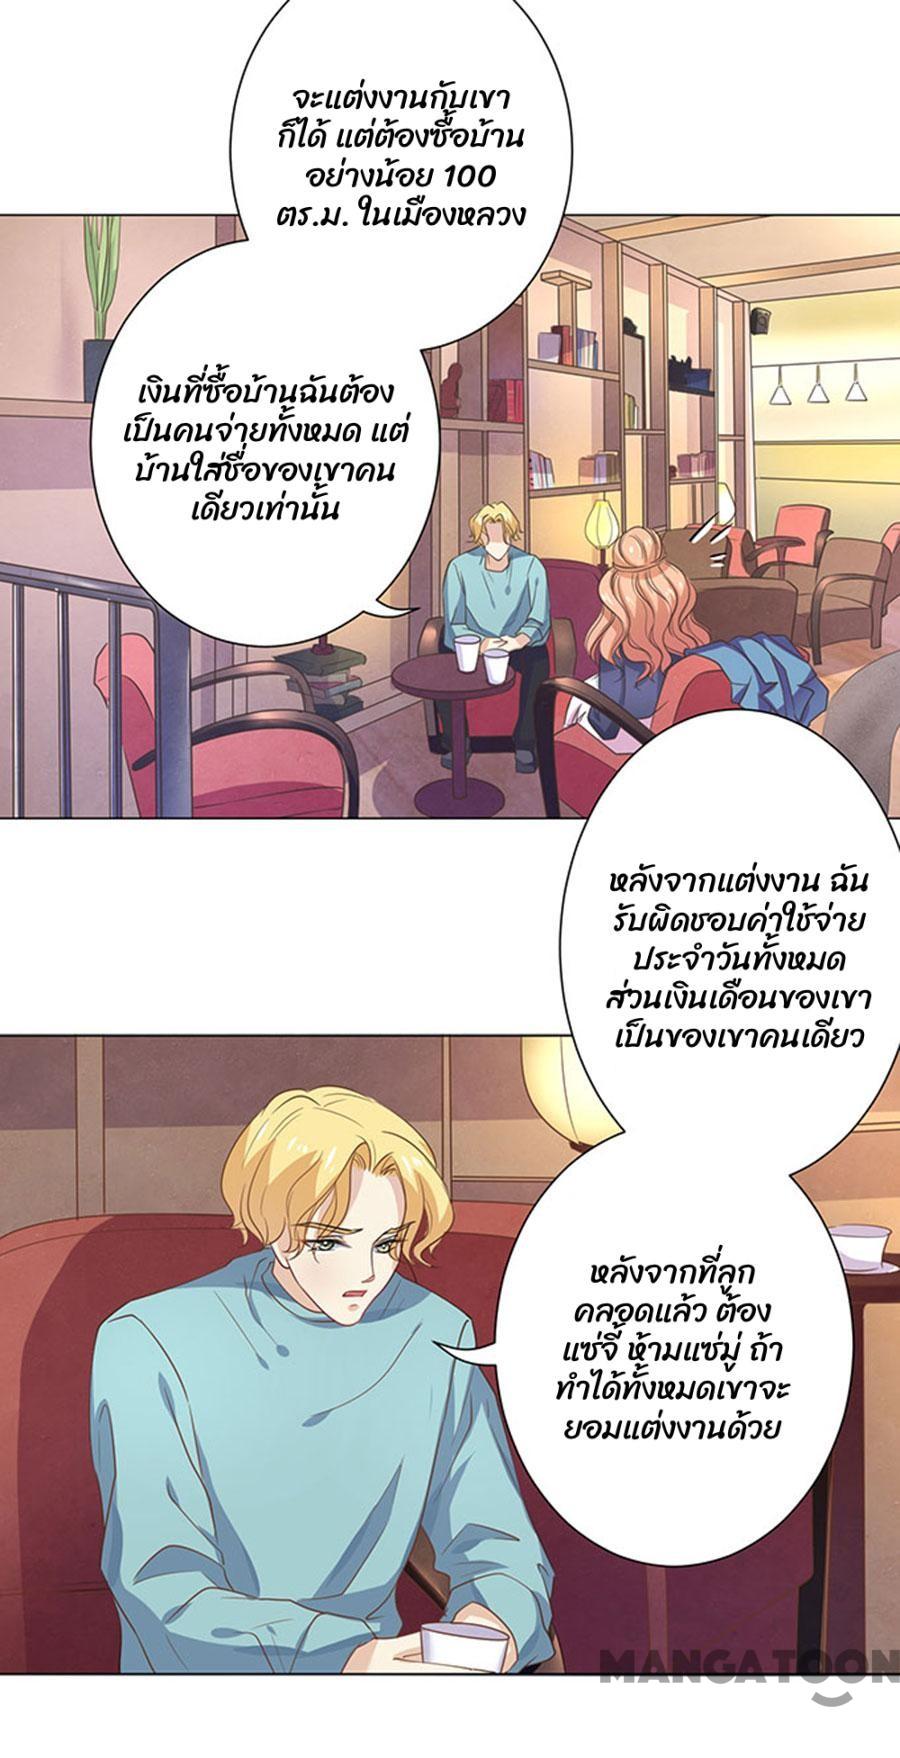 จะแต่งงานกับเขา
ก็ได้ แต่ต้องซื้อบ้าน
อย่างน้อย 100
ตร.ม. ในเมืองหลวง
เงินที่ซื้อบ้านฉันต้อง
เป็นคนจ่ายทั้งหมด แต่
บ้านใส่ชื่อของเขาคน
เดียวเท่านั้น
หลังจากแต่งงาน ฉัน
รับผิดชอบค่าใช้จ่าย
ประจำวันทั้งหมด
ส่วนเงินเดือนของเขา
เป็นของเขาคนเดียว
หลังจากที่ลูก
คลอดแล้ว ต้อง
แซ่จี้ ห้ามแซ่มู่ ถ้า
ทำได้ทั้งหมดเขาจะ
ยอมแต่งงานด้วย
MANGATOON